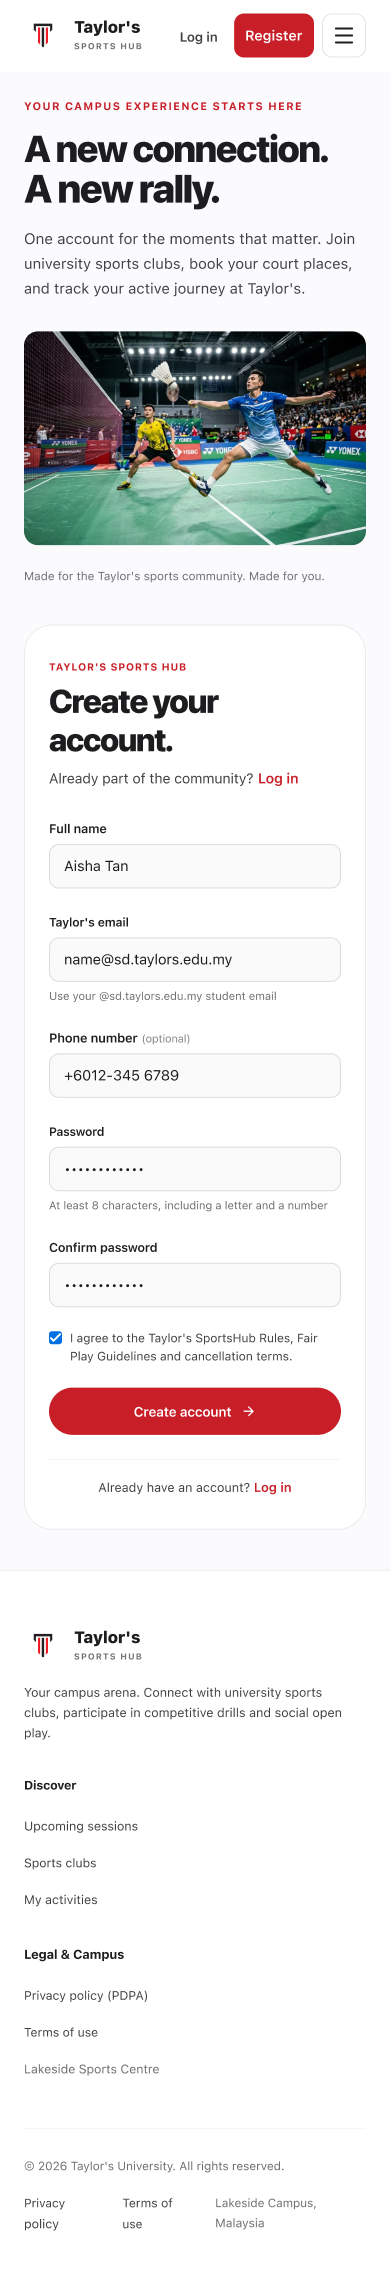 Taylor's
SPORTS HUB
Log in
Register
YOUR CAMPUS EXPERIENCE STARTS HERE
A new connection.
A new rally.
One account for the moments that matter. Join
university sports clubs, book your court places,
and track your active journey at Taylor's.
YONEX
HSBC
YONEX
YONEX
Made for the Taylor's sports community. Made for you.
TAYLOR'S SPORTS HUB
Create your
account.
Already part of the community? Log in
Full name
Aisha Tan
Taylor's email
name@sd.taylors.edu.my
Use your @sd.taylors.edu.my student email
Phone number (optional)
+6012-345 6789
Password
••••••••••••
At least 8 characters, including a letter and a number
Confirm password
••••••••••••
I agree to the Taylor's SportsHub Rules, Fair
Play Guidelines and cancellation terms.
Create account →
Already have an account? Log in
Taylor's
SPORTS HUB
Your campus arena. Connect with university sports
clubs, participate in competitive drills and social open
play.
Discover
Upcoming sessions
Sports clubs
My activities
Legal & Campus
Privacy policy (PDPA)
Terms of use
Lakeside Sports Centre
© 2026 Taylor's University. All rights reserved.
Privacy
policy
Terms of
use
Lakeside Campus,
Malaysia